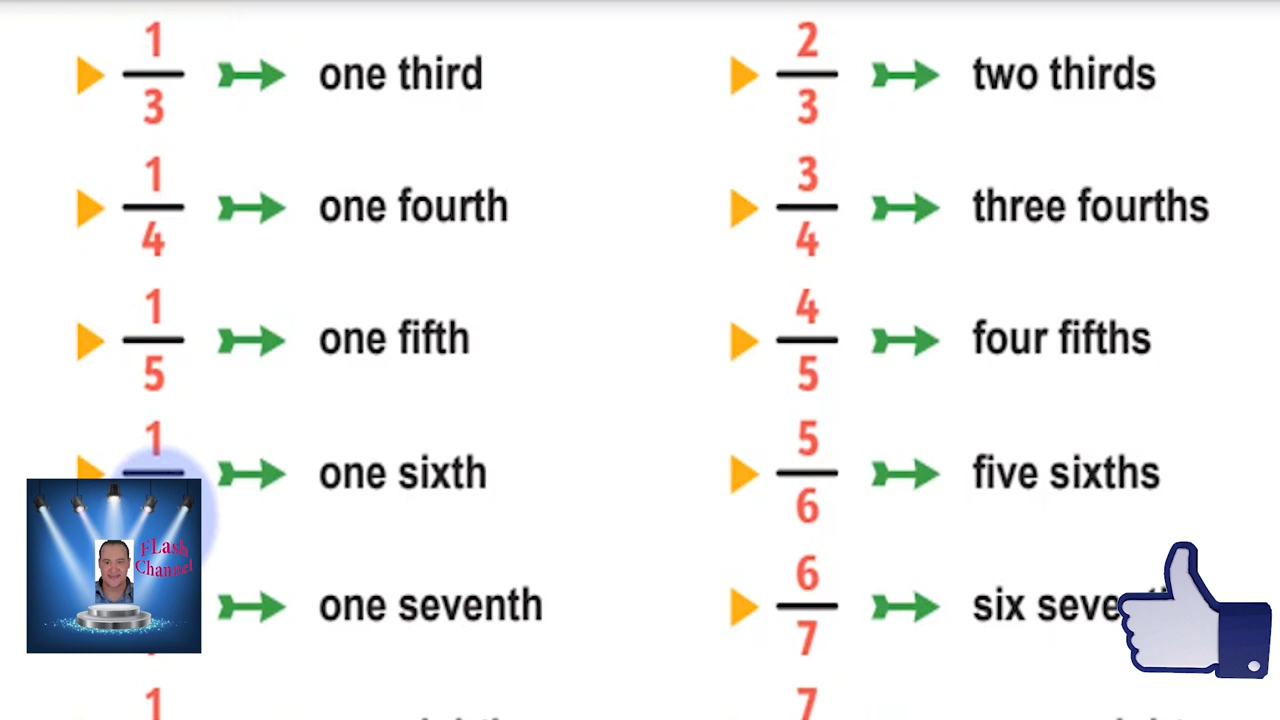 1/3 one third
2/3 two thirds
1/4 one fourth
3/4 three fourths
1/5 one fifth
4/5 four fifths
1 one sixth
5/6 five sixths
FLash
Channel
one seventh
6/7 six
1
7